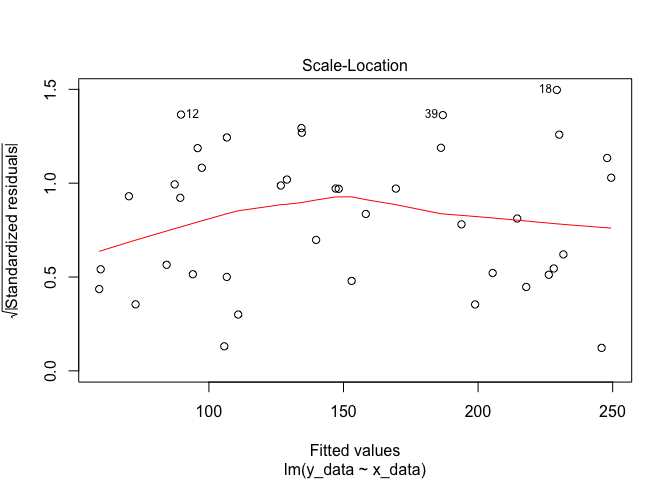 Scale-Location
√|Standardized residuals|
1.5
1.0
0.5
0.0
18
12
39
100 150 200 250
Fitted values
lm(y_data ~ x_data)